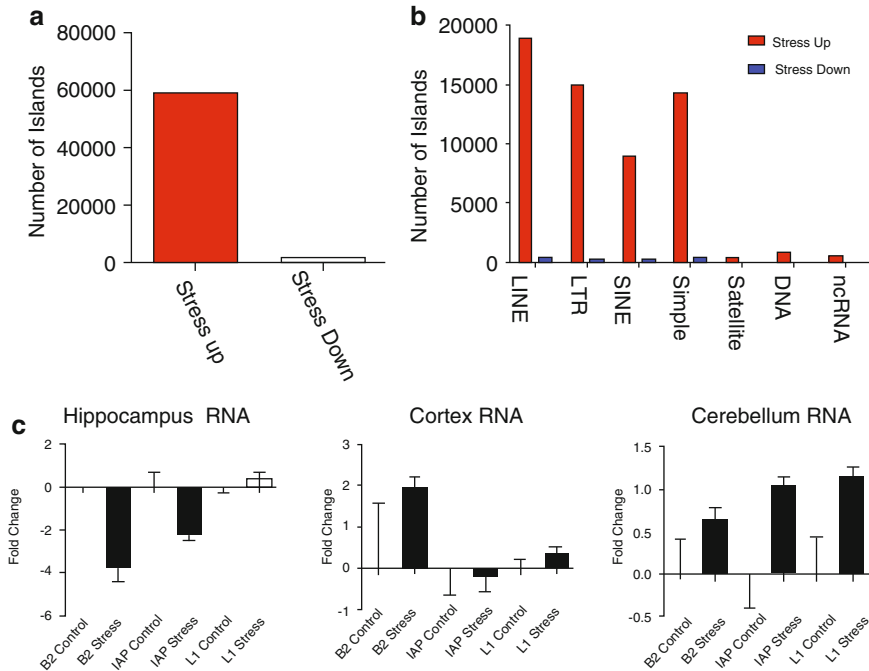 a
Number of Islands
80000
60000
40000
20000
0
Stress up
Stress Down
b
Number of Islands
20000
15000
10000
5000
0
Stress Up
Stress Down
LINE
LTR
SINE
Simple
Satellite
DNA
ncRNA
c
Hippocampus RNA
Fold Change
2
0
-2
-4
-6
B2 Control
B2 Stress
IAP Control
IAP Stress
L1 Control
L1 Stress
Cortex RNA
Fold Change
3
2
1
0
-1
B2 Control
B2 Stress
IAP Control
IAP Stress
L1 Control
L1 Stress
Cerebellum RNA
Fold Change
1.5
1.0
0.5
0.0
-0.5
B2 Control
B2 Stress
IAP Control
IAP Stress
L1 Control
L1 Stress